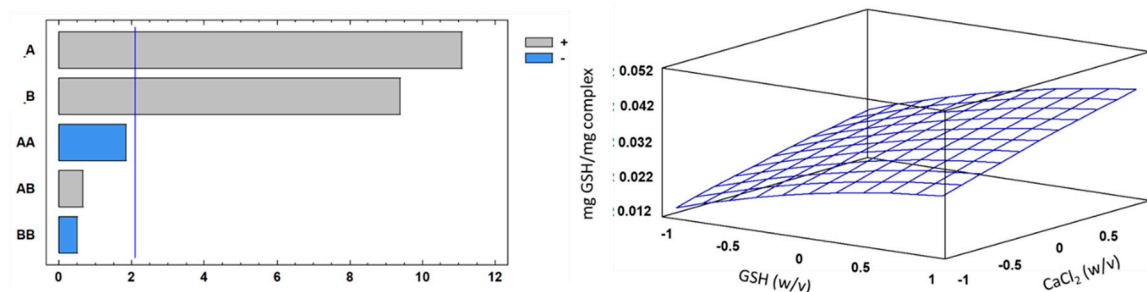 A
B
AA
AB
BB
0 2 4 6 8 10 12
+
-
mg GSH/mg complex
0.052
0.042
0.032
0.022
0.012
-1 -0.5 0 0.5 1
GSH (w/v)
-1 -0.5 0 0.5
CaCl₂ (w/v)